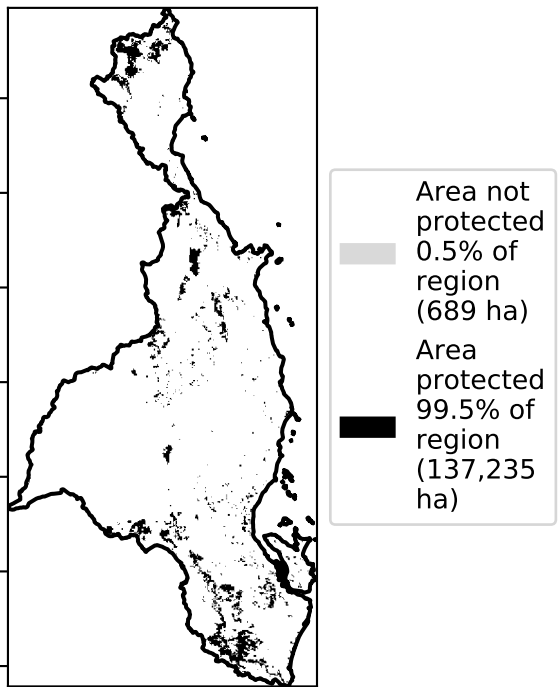 Area not
protected
0.5% of
region
(689 ha)
Area
protected
99.5% of
region
(137,235
ha)